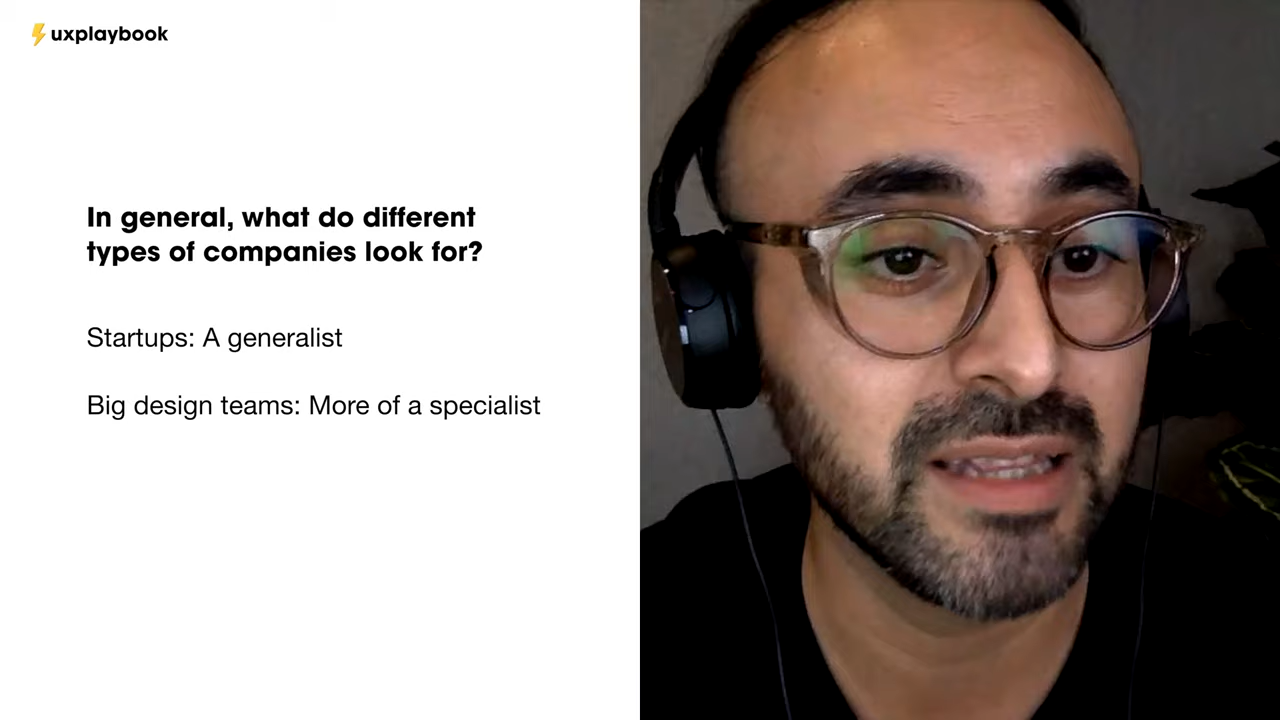 uxplaybook
In general, what do different
types of companies look for?
Startups: A generalist
Big design teams: More of a specialist